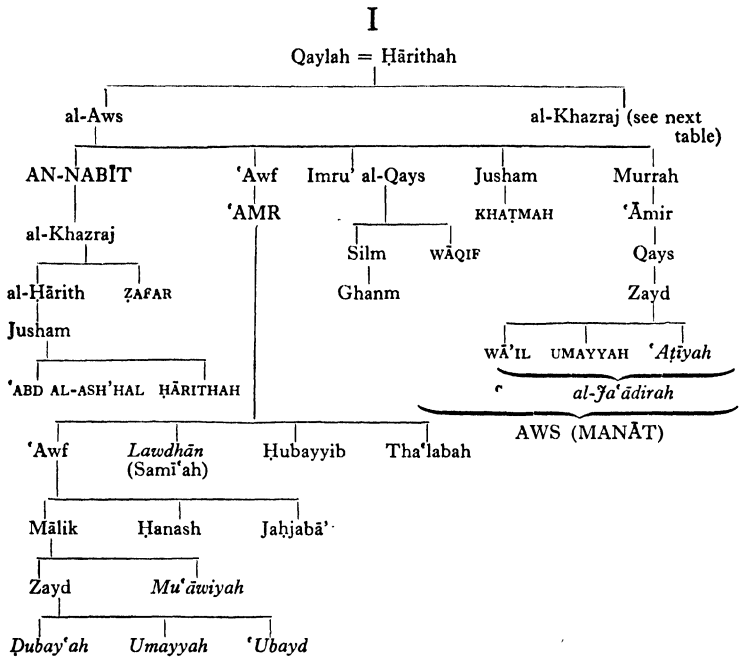 I
Qaylah = Ḥārithah
al-Aws
al-Khazraj (see next
table)
AN-NABĪT ʿAwf Imruʾ al-Qays Jusham Murrah
ʿAMR KHAṬMAH ʿĀmir
al-Khazraj
Silm WĀQIF Qays
al-Ḥārith ẒAFAR Ghanm Zayd
Jusham
WĀʾIL UMAYYAH ʿAṭīyah
ʿABD AL-ASHʾHAL ḤĀRITHAH al-Jaʿādirah
AWS (MANĀT)
ʿAwf Lawdhān Ḥubayyib Thaʿlabah
(Samīʿah)
Mālik Ḥanash Jaḥjabāʾ
Zayd Muʿāwiyah
Ḍubayʿah Umayyah ʿUbayd